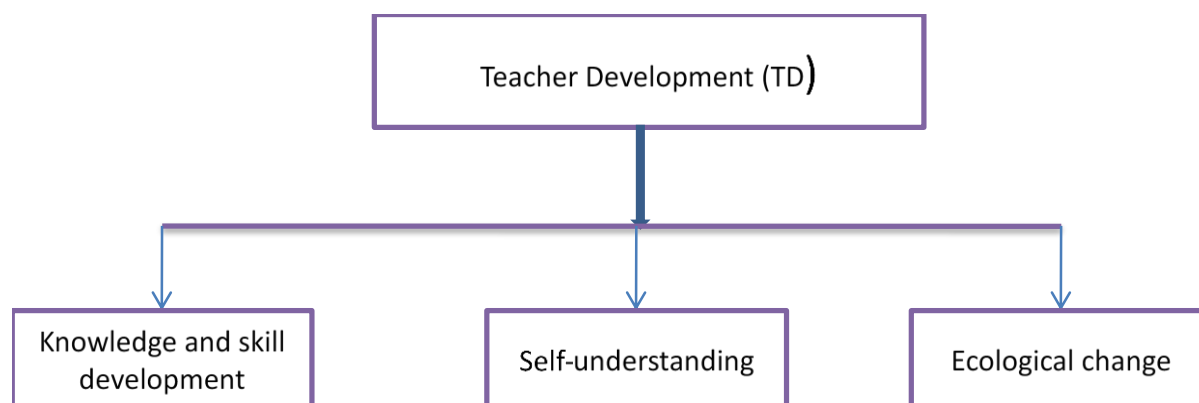 Teacher Development (TD)
Knowledge and skill
development
Self-understanding
Ecological change